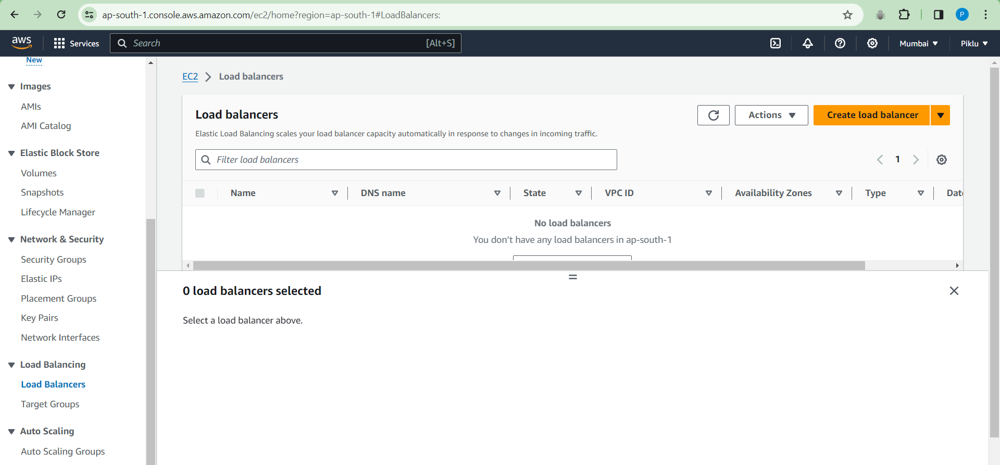 ap-south-1.console.aws.amazon.com/ec2/home?region=ap-south-1#LoadBalancers:
P
aws
Services
Search
[Alt+S]
Mumbai
Piklu
New
Images
AMIs
AMI Catalog
Elastic Block Store
Volumes
Snapshots
Lifecycle Manager
Network & Security
Security Groups
Elastic IPs
Placement Groups
Key Pairs
Network Interfaces
Load Balancing
Load Balancers
Target Groups
Auto Scaling
Auto Scaling Groups
EC2 > Load balancers
Load balancers
Actions
Create load balancer
Elastic Load Balancing scales your load balancer capacity automatically in response to changes in incoming traffic.
Filter load balancers
1
Name DNS name State VPC ID Availability Zones Type Dat
No load balancers
You don’t have any load balancers in ap-south-1
0 load balancers selected
Select a load balancer above.